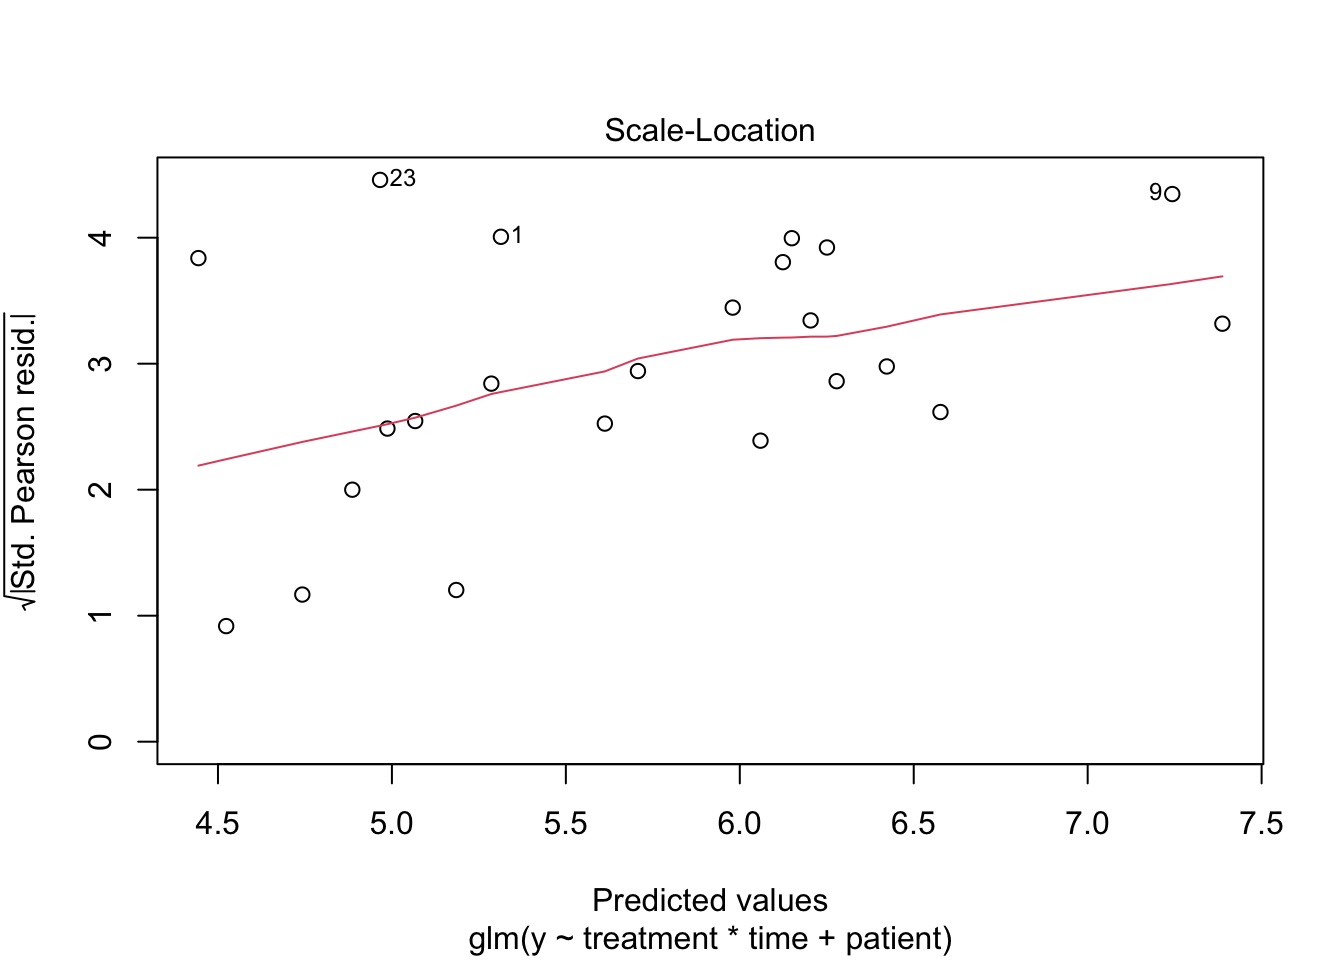 Scale-Location
√|Std. Pearson resid.|
4
3
2
1
0
23
1
9
4.5 5.0 5.5 6.0 6.5 7.0 7.5
Predicted values
glm(y ~ treatment * time + patient)